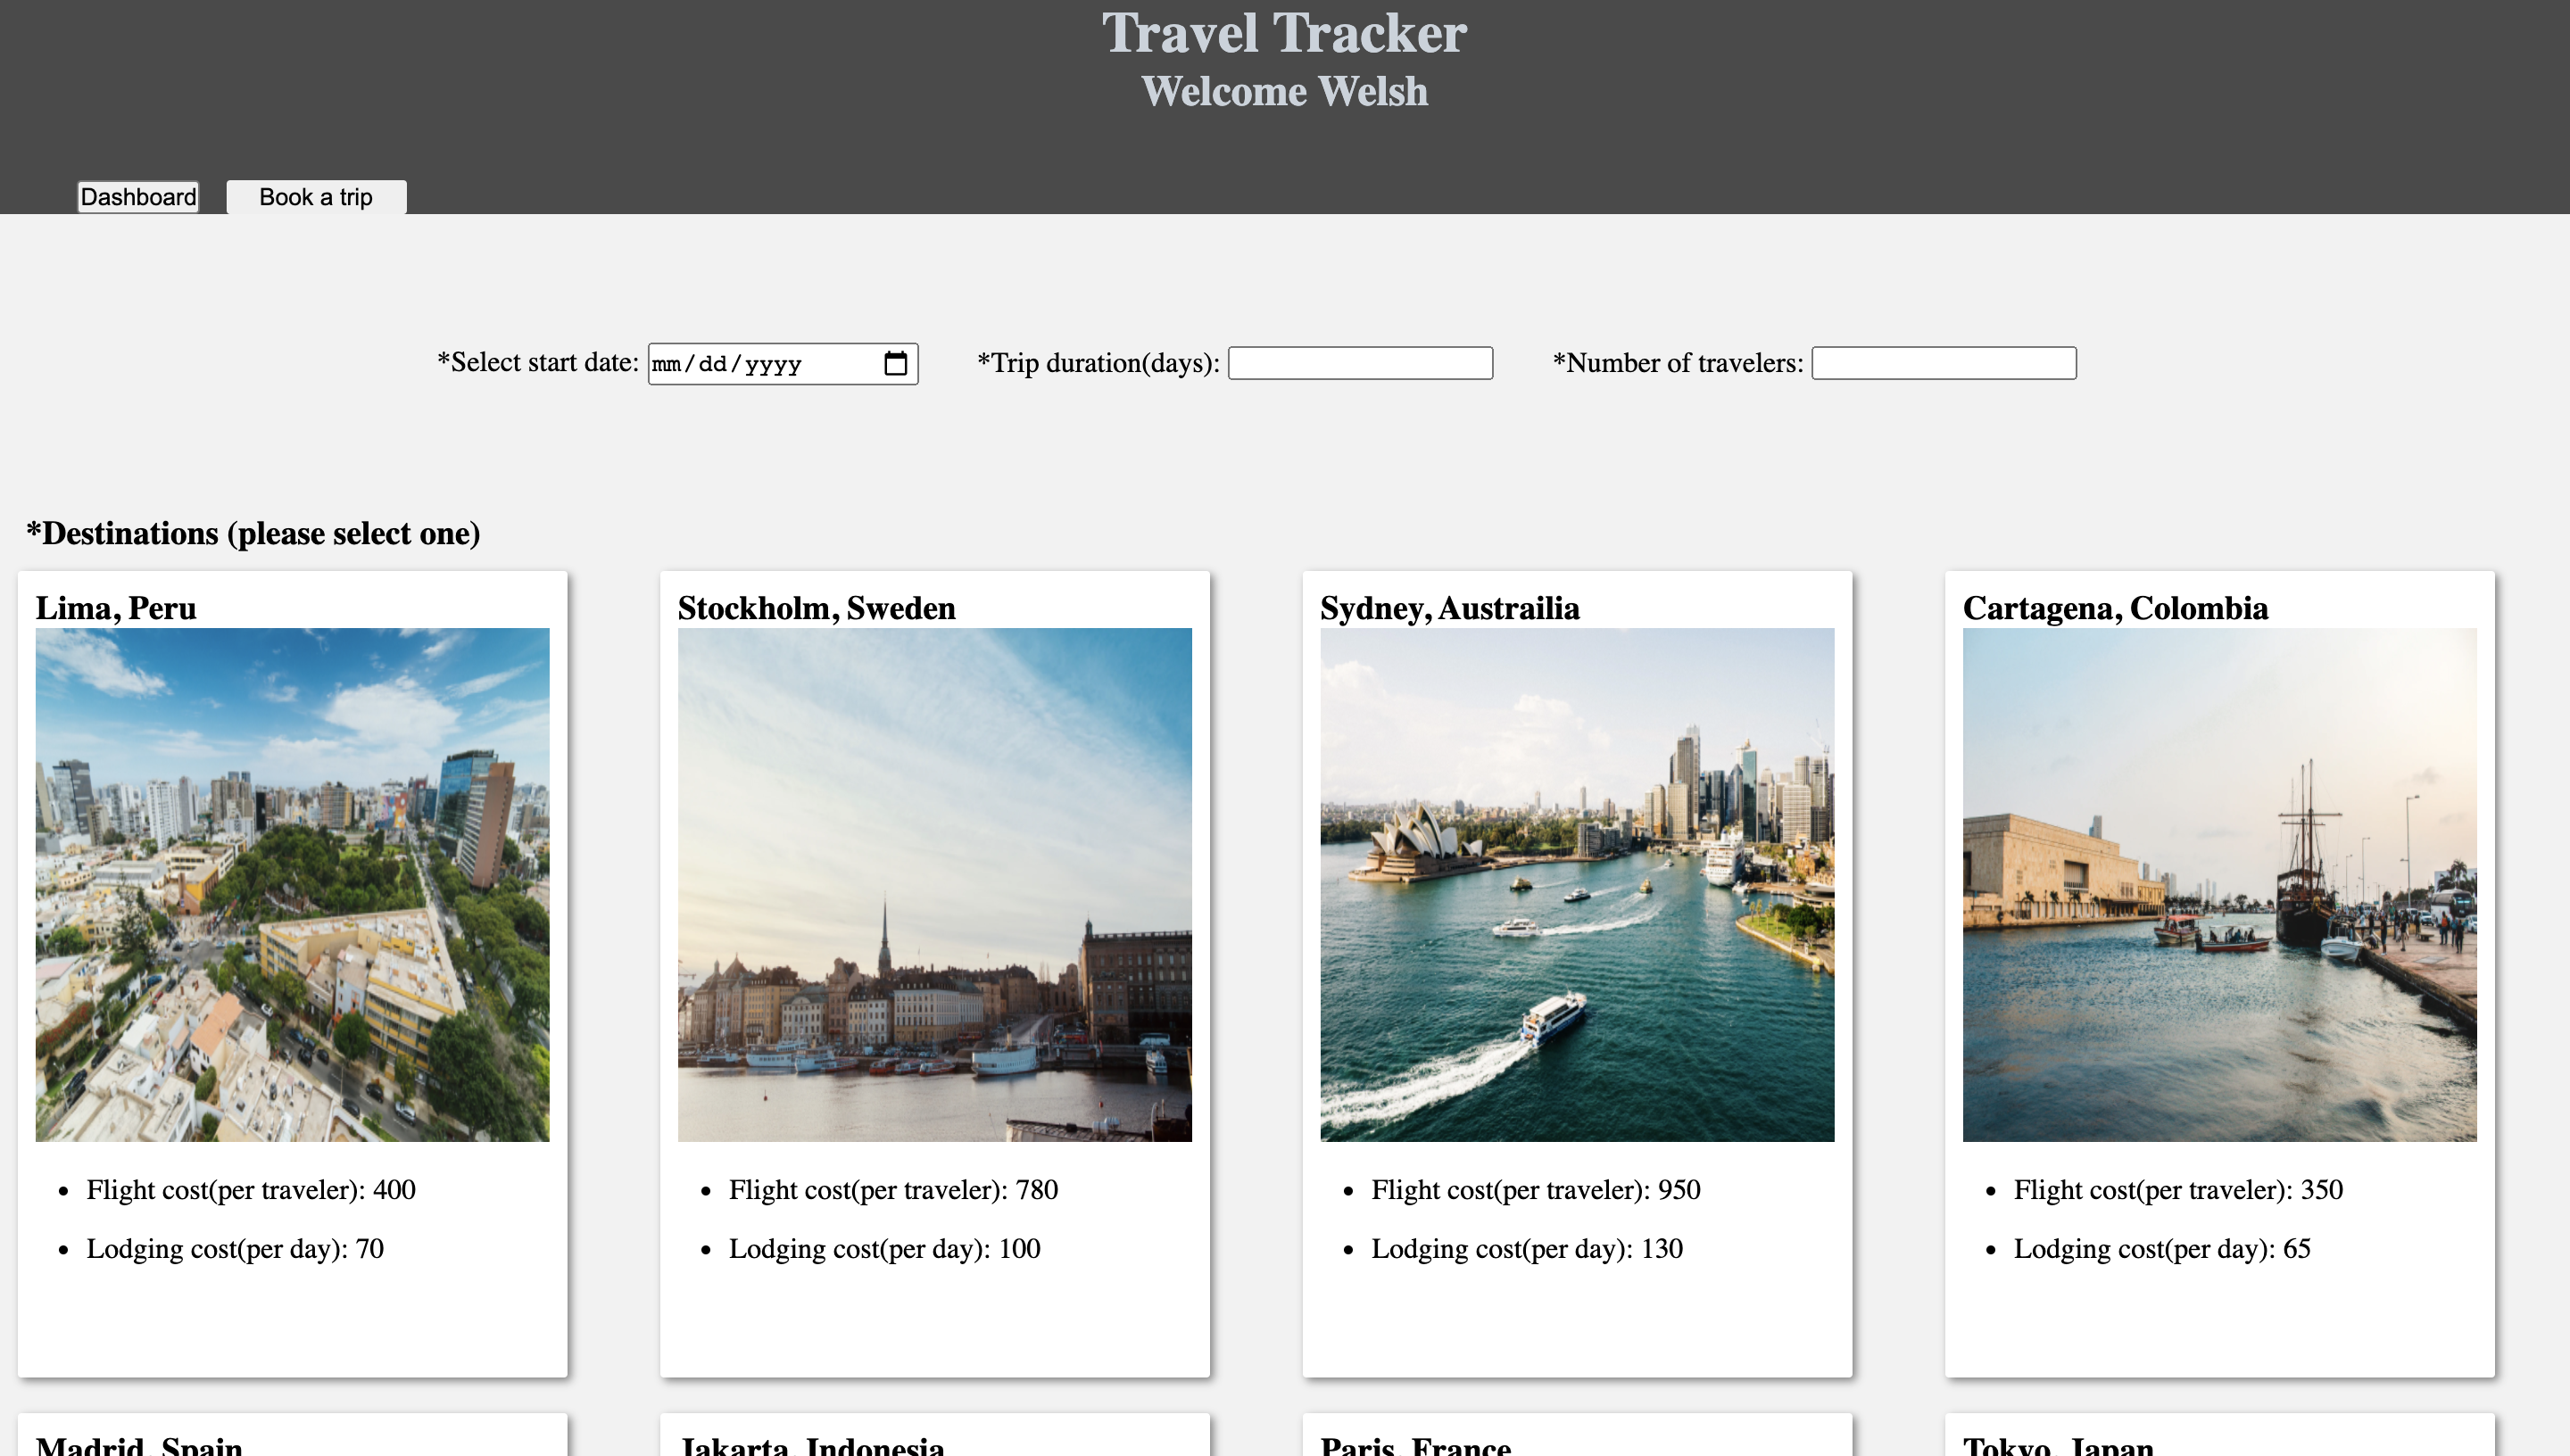 Travel Tracker
Welcome Welsh
Dashboard Book a trip
*Select start date: mm/dd/yyyy *Trip duration(days): *Number of travelers:
*Destinations (please select one)
Lima, Peru Stockholm, Sweden Sydney, Austrailia Cartagena, Colombia
• Flight cost(per traveler): 400 • Flight cost(per traveler): 780 • Flight cost(per traveler): 950 • Flight cost(per traveler): 350
• Lodging cost(per day): 70 • Lodging cost(per day): 100 • Lodging cost(per day): 130 • Lodging cost(per day): 65
Madrid, Spain Jakarta, Indonesia Paris, France Tokyo, Japan